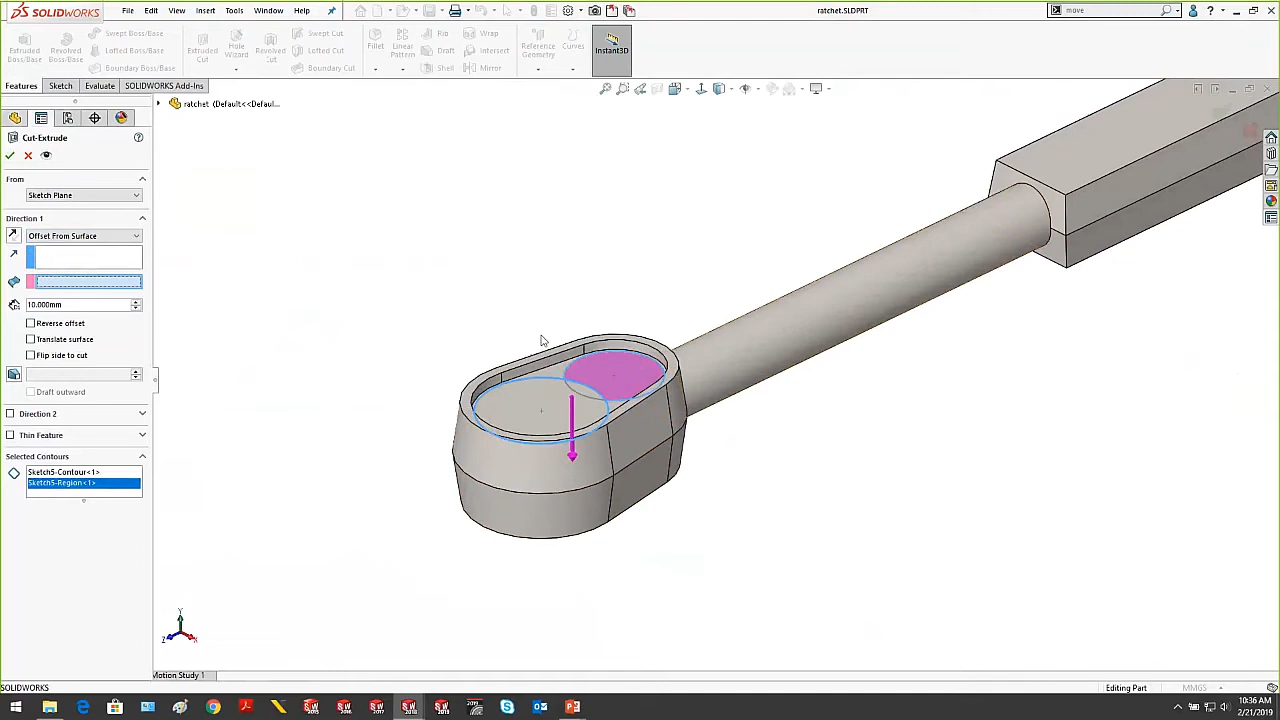 SOLIDWORKS
File Edit View Insert Tools Window Help
ratchet.SLDPRT
move
Extruded Boss/Base
Revolved Boss/Base
Swept Boss/Base
Lofted Boss/Base
Boundary Boss/Base
Extruded Cut
Hole Wizard
Revolved Cut
Swept Cut
Lofted Cut
Boundary Cut
Fillet
Linear Pattern
Rib
Draft
Shell
Wrap
Intersect
Mirror
Reference Geometry
Curves
Instant3D
Features Sketch Evaluate SOLIDWORKS Add-Ins
ratchet (Default<<Defaul...
Cut-Extrude
From
Sketch Plane
Direction 1
Offset From Surface
10.000mm
Reverse offset
Translate surface
Flip side to cut
Draft outward
Direction 2
Thin Feature
Selected Contours
Sketch5-Contour<1>
Sketch5-Region<1>
Y
Z
X
Motion Study 1
SOLIDWORKS
Editing Part
MMGS
10:36 AM
2/21/2019